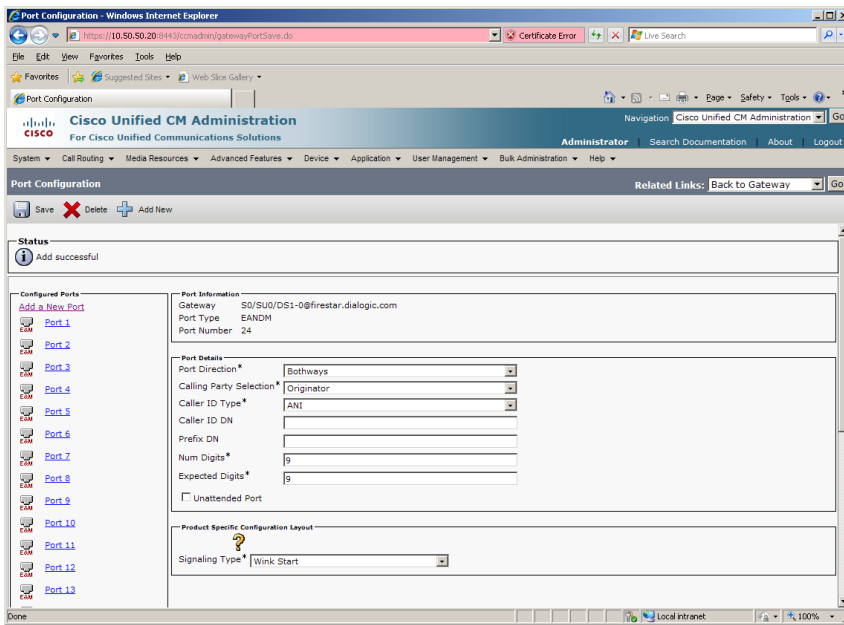 Port Configuration - Windows Internet Explorer
https://10.50.50.20:8443/ccmadmin/gatewayPortSave.do
Certificate Error
Live Search
File Edit View Favorites Tools Help
Favorites Suggested Sites Web Slice Gallery
Port Configuration
Page Safety Tools
Cisco Unified CM Administration
Navigation Cisco Unified CM Administration Go
CISCO
For Cisco Unified Communications Solutions
Administrator Search Documentation About Logout
System Call Routing Media Resources Advanced Features Device Application User Management Bulk Administration Help
Port Configuration
Related Links: Back to Gateway Go
Save Delete Add New
Status
Add successful
Configured Ports
Add a New Port
E&M Port 1
E&M Port 2
E&M Port 3
E&M Port 4
E&M Port 5
E&M Port 6
E&M Port 7
E&M Port 8
E&M Port 9
E&M Port 10
E&M Port 11
E&M Port 12
E&M Port 13
Port Information
Gateway S0/SU0/DS1-0@firestar.dialogic.com
Port Type EANDM
Port Number 24
Port Details
Port Direction* Bothways
Calling Party Selection* Originator
Caller ID Type* ANI
Caller ID DN
Prefix DN
Num Digits* 9
Expected Digits* 9
Unattended Port
Product Specific Configuration Layout
?
Signaling Type* Wink Start
Done
Local intranet
100%